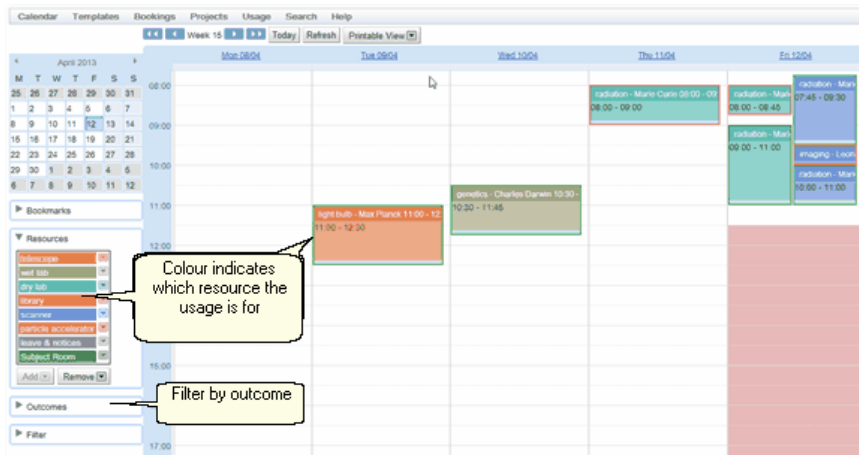 Calendar Templates Bookings Projects Usage Search Help
Week 15 Today Refresh Printable View
Mon 08/04 Tue 09/04 Wed 10/04 Thu 11/04 Fri 12/04
April 2013
M T W T F S S
25 26 27 28 29 30 31
1 2 3 4 5 6 7
8 9 10 11 12 13 14
15 16 17 18 19 20 21
22 23 24 25 26 27 28
29 30 1 2 3 4 5
6 7 8 9 10 11 12
Bookmarks
Resources
telescope
wet lab
dry lab
library
scanner
particle accelerator
leave & notices
Subject Room
Add Remove
Outcomes
Filter
08:00
09:00
10:00
11:00
12:00
15:00
17:00
light bulb - Max Planck 11:00 - 12:
11:00 - 12:30
genetics - Charles Darwin 10:30 -
10:30 - 11:45
radiation - Marie Curie 08:00 - 09:
08:00 - 09:00
radiation - Mari
08:00 - 08:45
radiation - Mari
09:00 - 11:00
radiation - Mari
07:45 - 09:30
imaging - Leon
radiation - Mari
10:00 - 11:00
Colour indicates
which resource the
usage is for
Filter by outcome